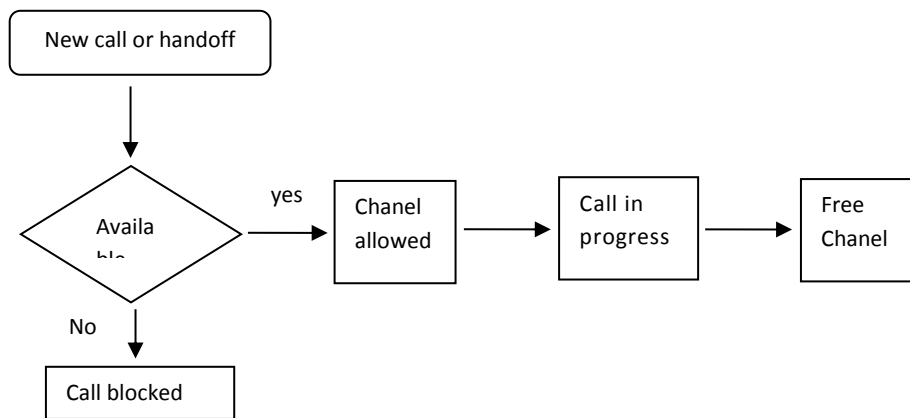 New call or handoff
yes
Chanel
allowed
Call in
progress
Free
Chanel
Availa
No
Call blocked